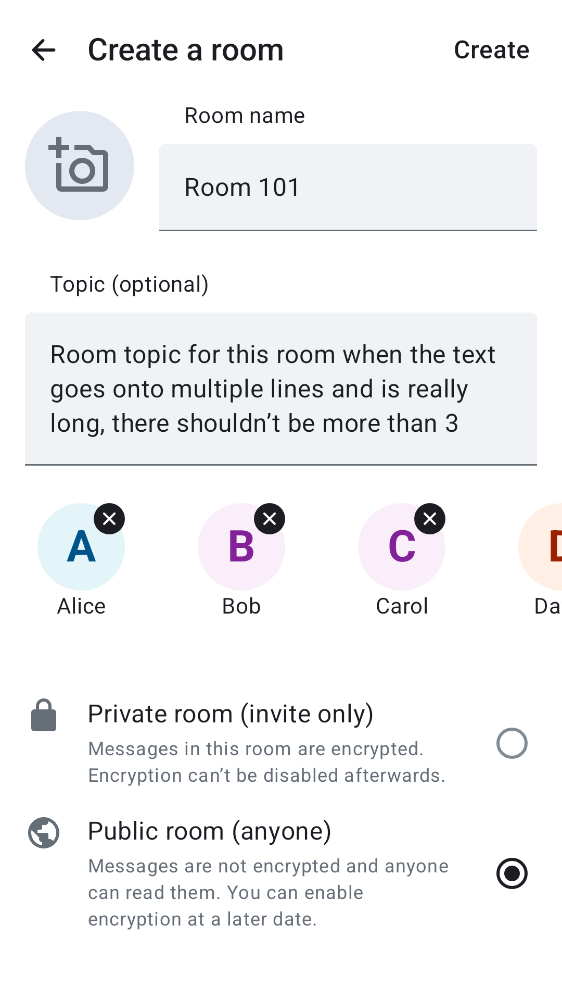 Create a room
Create
Room name
Room 101
Topic (optional)
Room topic for this room when the text
goes onto multiple lines and is really
long, there shouldn’t be more than 3
A
B
C
Alice
Bob
Carol
Da
Private room (invite only)
Messages in this room are encrypted.
Encryption can’t be disabled afterwards.
Public room (anyone)
Messages are not encrypted and anyone
can read them. You can enable
encryption at a later date.